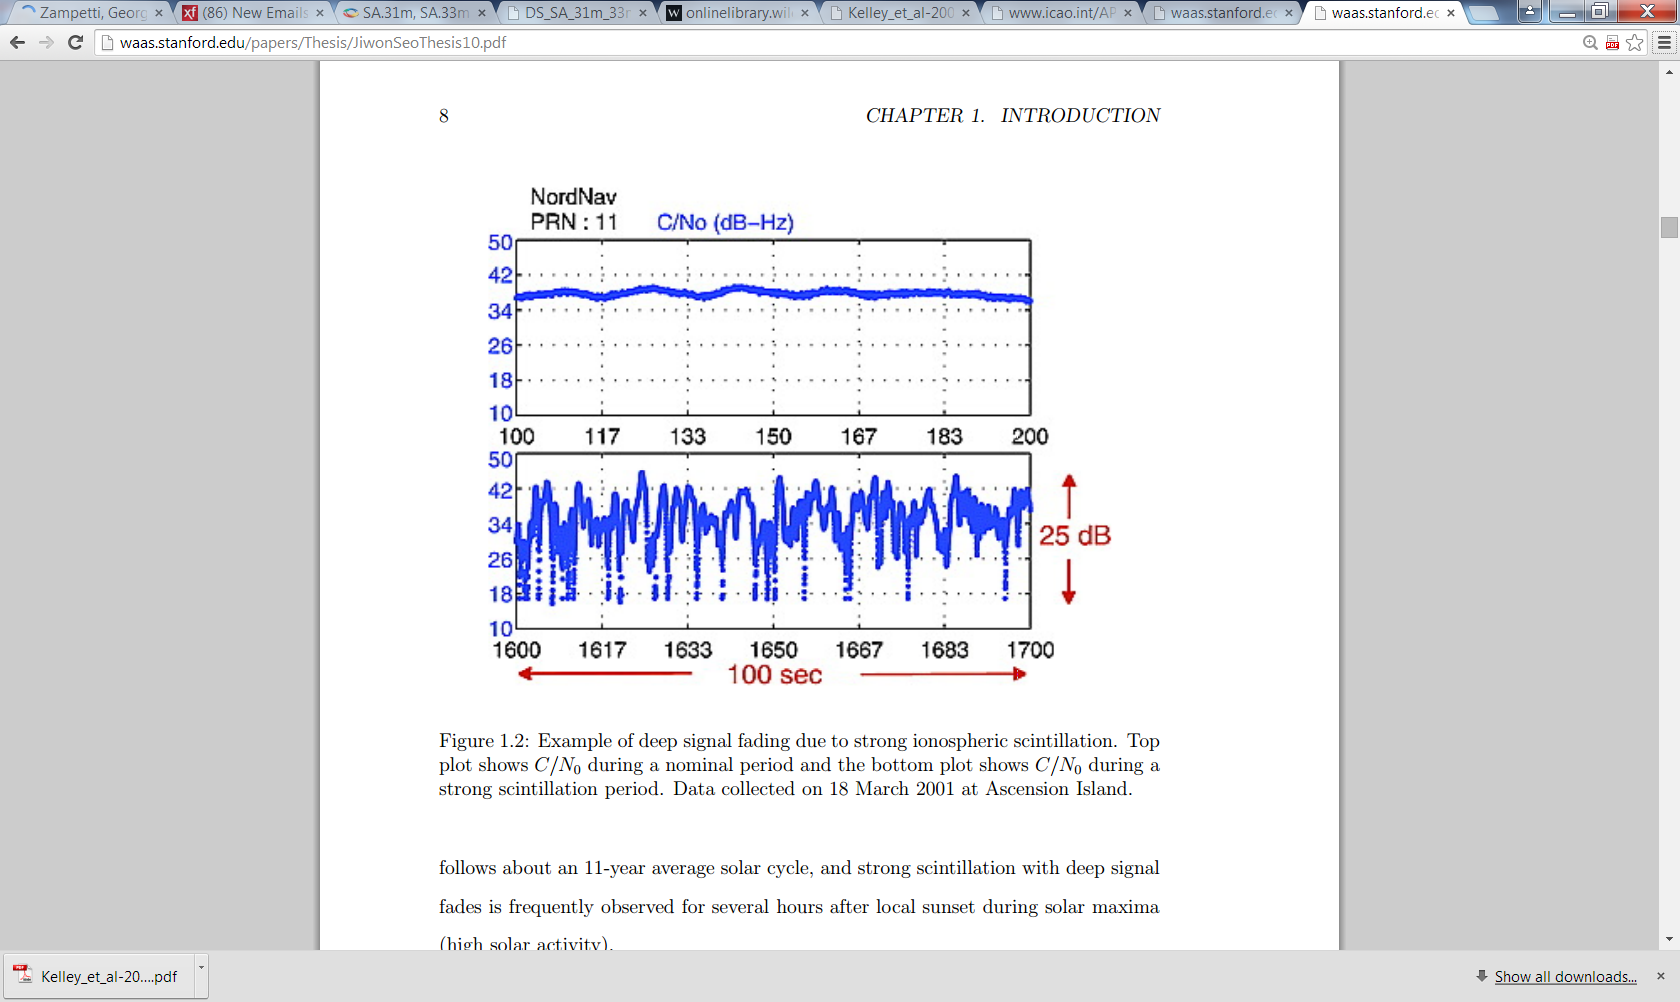 Zampetti, Georg
(86) New Emails
SA.31m, SA.33m
DS_SA_31m_33m
onlinelibrary.wil
Kelley_et_al-200
www.icao.int/AP
waas.stanford.e
waas.stanford.ec
waas.stanford.edu/papers/Thesis/JiwonSeoThesis10.pdf
8 CHAPTER 1. INTRODUCTION
NordNav
PRN : 11 C/No (dB-Hz)
50
42
34
26
18
10
100 117 133 150 167 183 200
50
42
34
26
18
10
25 dB
1600 1617 1633 1650 1667 1683 1700
100 sec
Figure 1.2: Example of deep signal fading due to strong ionospheric scintillation. Top
plot shows C/N0 during a nominal period and the bottom plot shows C/N0 during a
strong scintillation period. Data collected on 18 March 2001 at Ascension Island.
follows about an 11-year average solar cycle, and strong scintillation with deep signal
fades is frequently observed for several hours after local sunset during solar maxima
(high solar activity).
Kelley_et_al-20....pdf
Show all downloads...